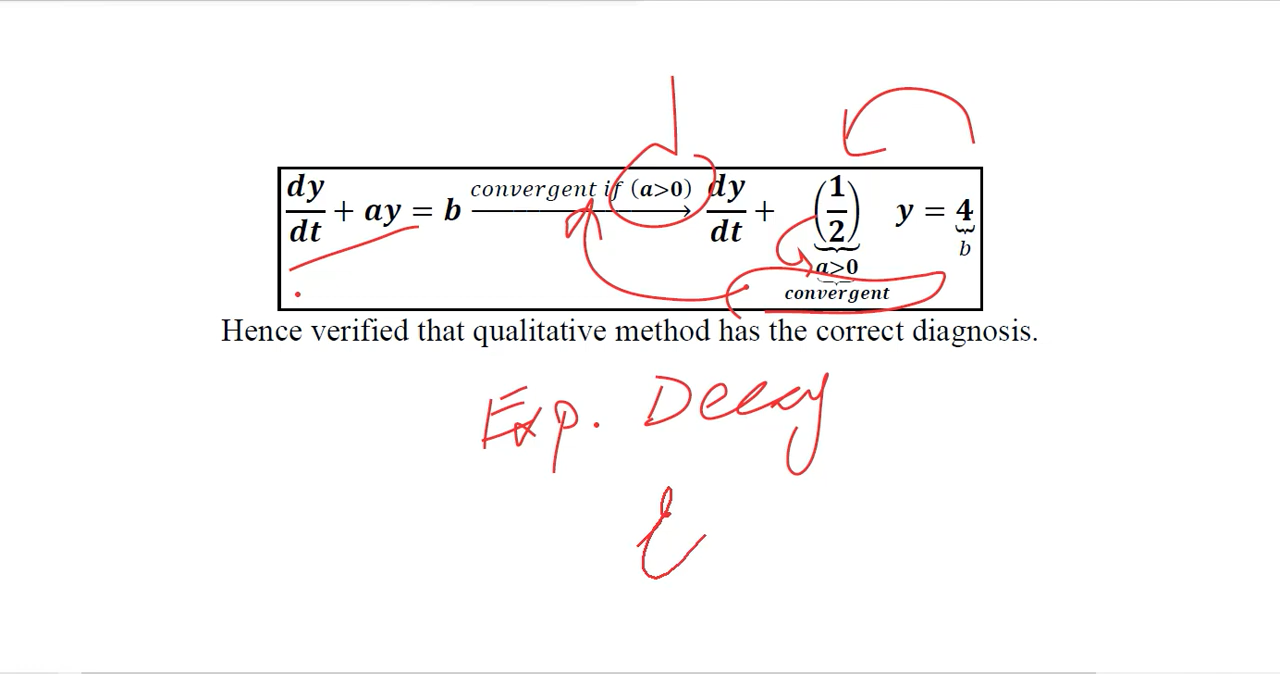 dy/dt + ay = b convergent if (a>0) → dy/dt + (1/2) y = 4
a>0 b
convergent
Hence verified that qualitative method has the correct diagnosis.
Exp. Decay
t